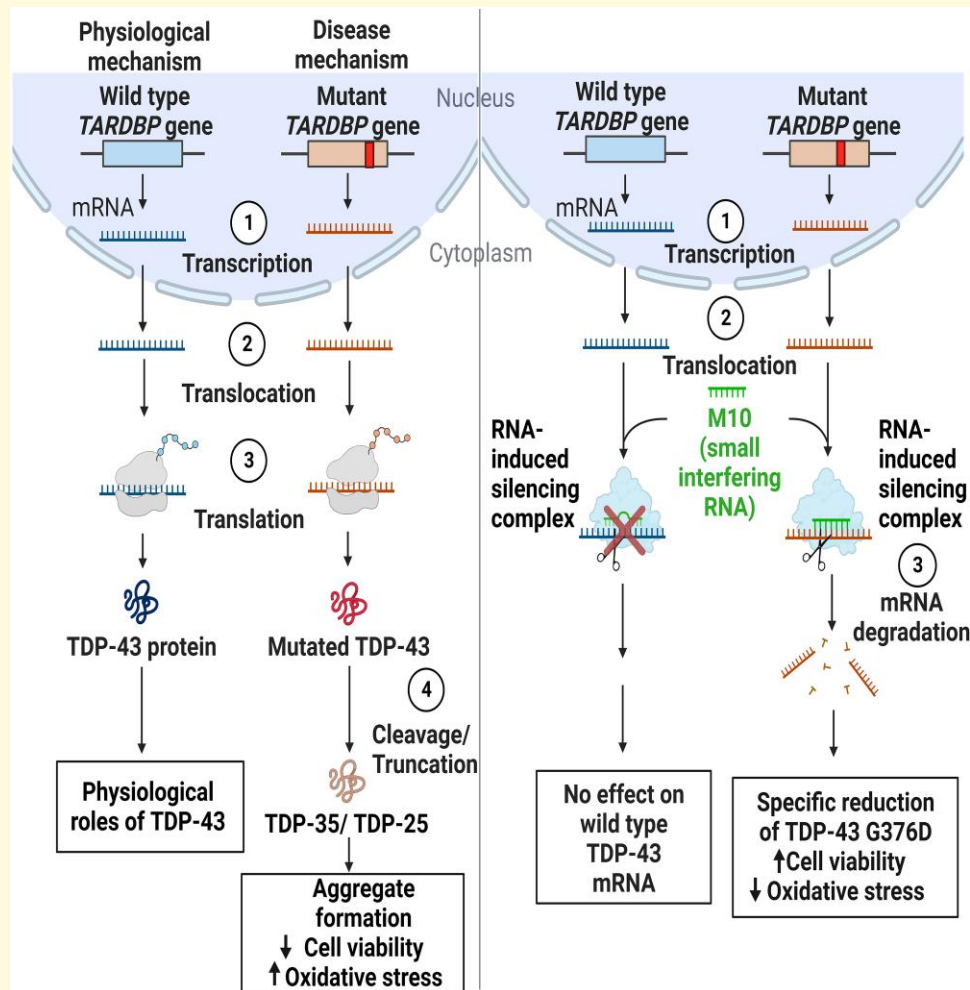 Physiological
mechanism
Disease
mechanism
Wild type
TARDBP gene
Mutant
TARDBP gene
Nucleus
mRNA
1
Transcription
Cytoplasm
2
Translocation
3
Translation
TDP-43 protein
Mutated TDP-43
4
Cleavage/
Truncation
Physiological
roles of TDP-43
TDP-35/ TDP-25
Aggregate
formation
↓ Cell viability
↑ Oxidative stress
Wild type
TARDBP gene
Mutant
TARDBP gene
mRNA
1
Transcription
2
Translocation
M10
(small
interfering
RNA)
RNA-
induced
silencing
complex
RNA-
induced
silencing
complex
3
mRNA
degradation
No effect on
wild type
TDP-43
mRNA
Specific reduction
of TDP-43 G376D
↑Cell viability
↓ Oxidative stress